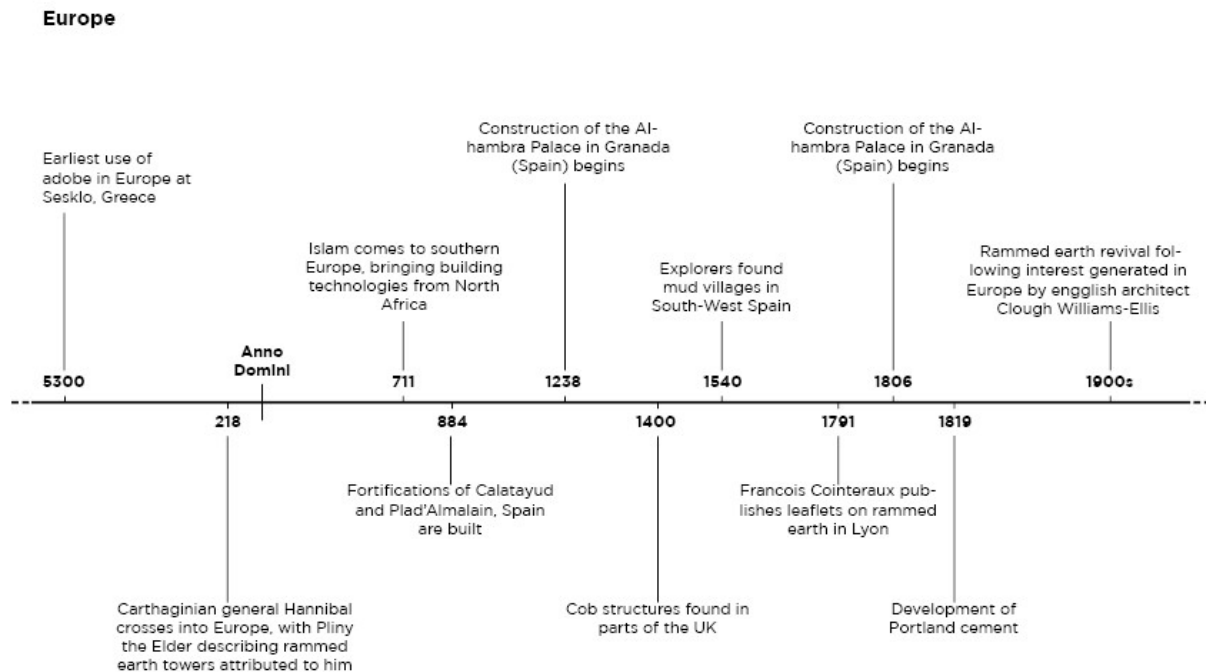 Europe
Construction of the Al-
hambra Palace in Granada
(Spain) begins
Construction of the Al-
hambra Palace in Granada
(Spain) begins
Earliest use of
adobe in Europe at
Sesklo, Greece
Islam comes to southern
Europe, bringing building
technologies from North
Africa
Explorers found
mud villages in
South-West Spain
Rammed earth revival fol-
lowing interest generated in
Europe by engglish architect
Clough Williams-Ellis
Anno
Domini
5300
711
1238
1540
1806
1900s
218
884
1400
1791
1819
Fortifications of Calatayud
and Plad'Almalain, Spain
are built
Francois Cointeraux pub-
lishes leaflets on rammed
earth in Lyon
Carthaginian general Hannibal
crosses into Europe, with Pliny
the Elder describing rammed
earth towers attributed to him
Cob structures found in
parts of the UK
Development of
Portland cement